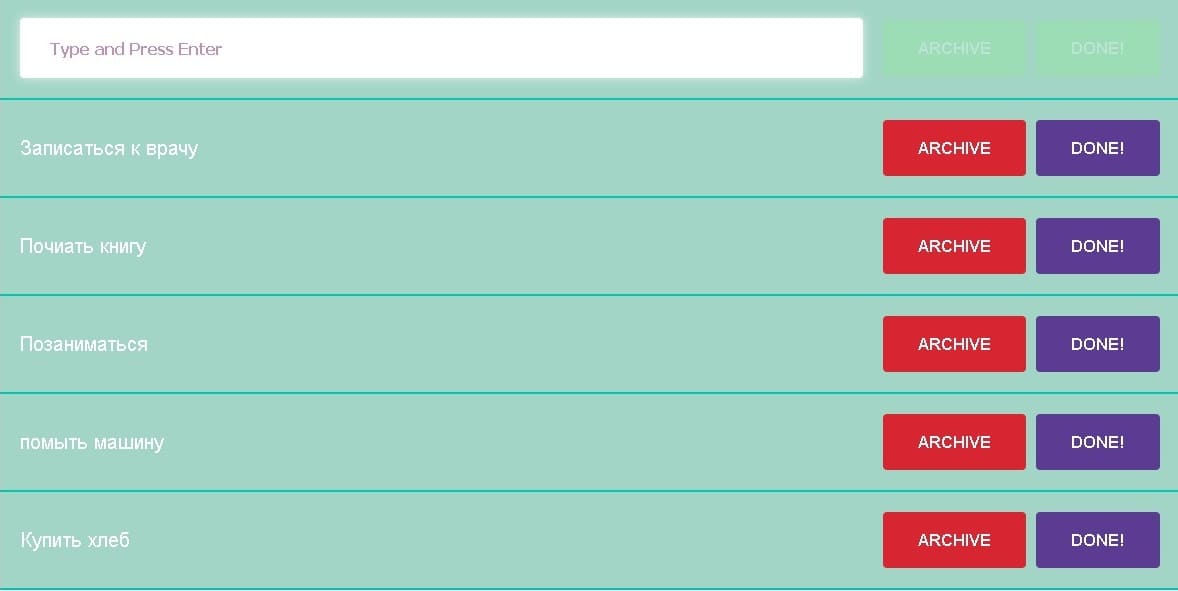 Type and Press Enter ARCHIVE DONE!
Записаться к врачу ARCHIVE DONE!
Почиать книгу ARCHIVE DONE!
Позаниматься ARCHIVE DONE!
помыть машину ARCHIVE DONE!
Купить хлеб ARCHIVE DONE!